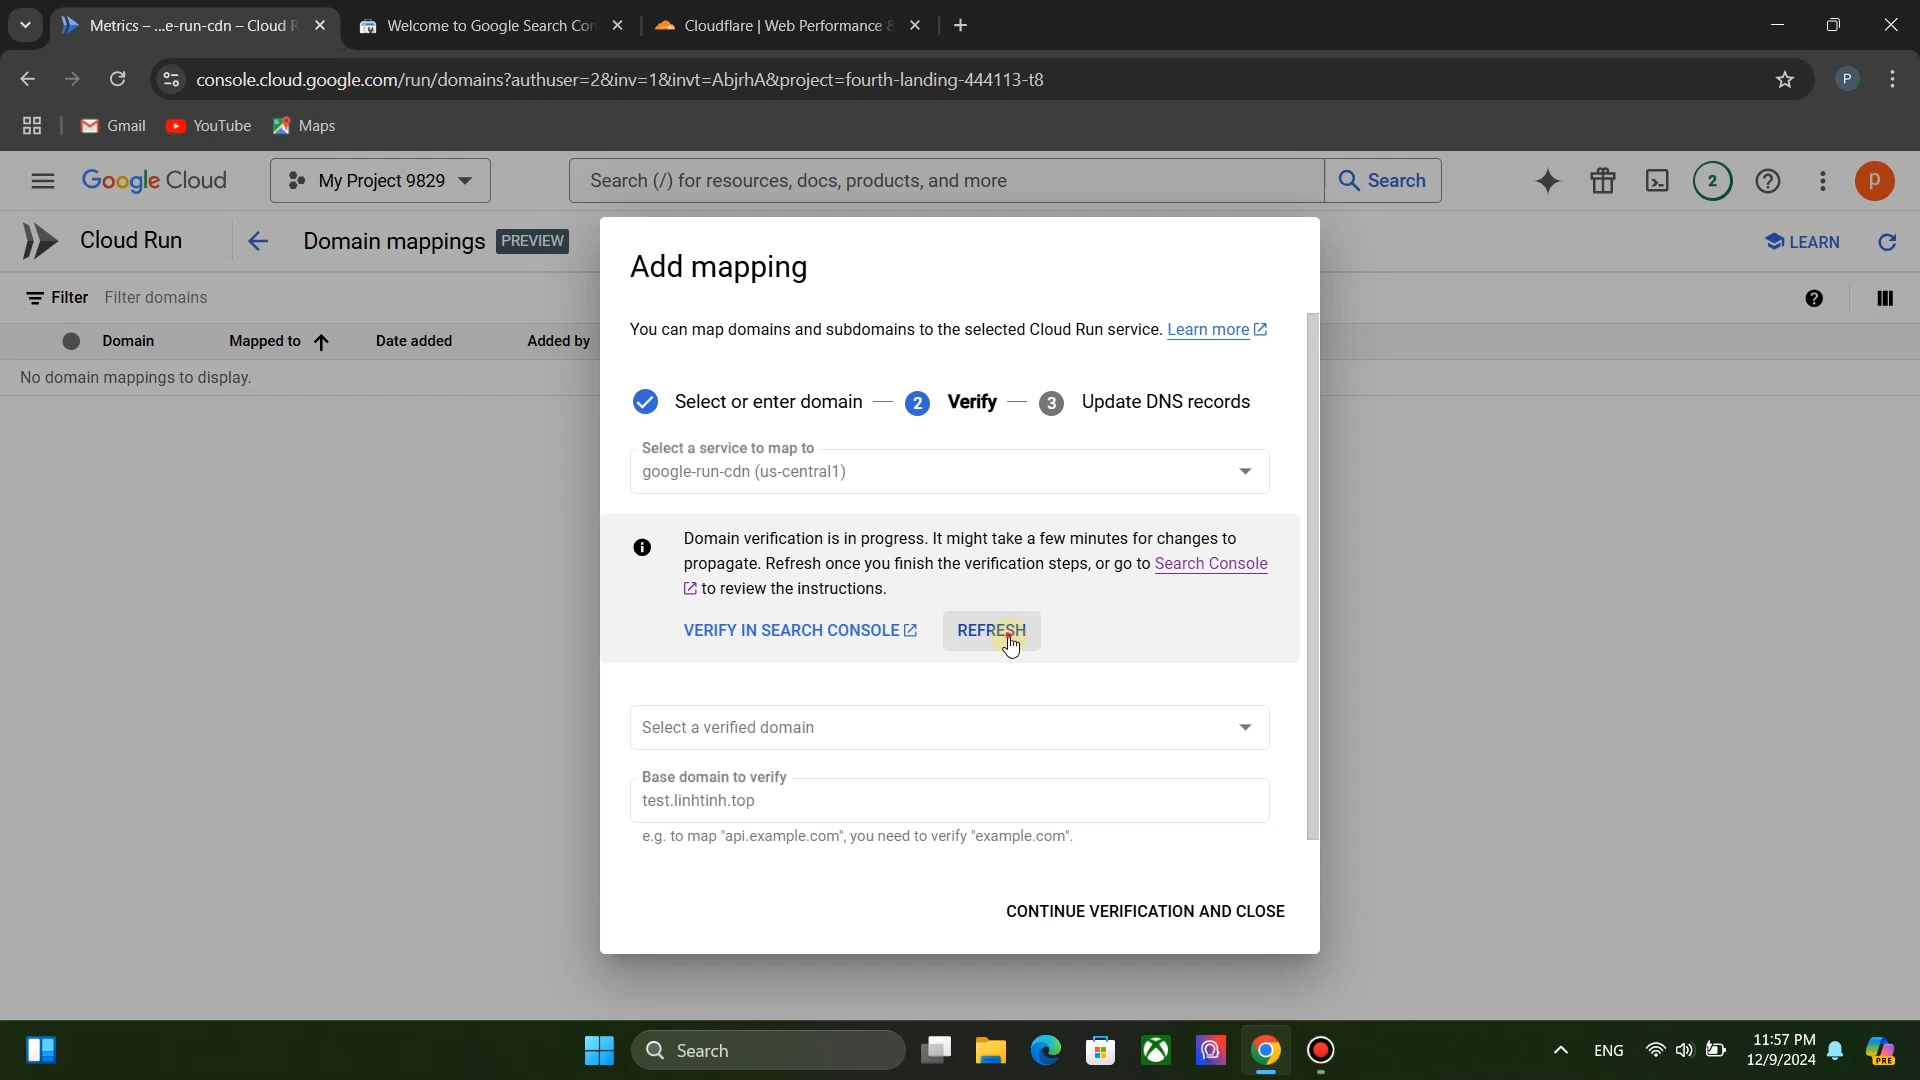 Metrics – ...e-run-cdn – Cloud R
Welcome to Google Search Con
Cloudflare | Web Performance &
console.cloud.google.com/run/domains?authuser=2&inv=1&invt=AbjrhA&project=fourth-landing-444113-t8
P
Gmail
YouTube
Maps
Google Cloud
My Project 9829
Search (/) for resources, docs, products, and more
Search
2
p
Cloud Run
Domain mappings
PREVIEW
LEARN
Filter
Filter domains
Domain
Mapped to
Date added
Added by
No domain mappings to display.
Add mapping
You can map domains and subdomains to the selected Cloud Run service. Learn more
Select or enter domain
2
Verify
3
Update DNS records
Select a service to map to
google-run-cdn (us-central1)
Domain verification is in progress. It might take a few minutes for changes to
propagate. Refresh once you finish the verification steps, or go to Search Console
to review the instructions.
VERIFY IN SEARCH CONSOLE
REFRESH
Select a verified domain
Base domain to verify
test.linhtinh.top
e.g. to map "api.example.com", you need to verify "example.com".
CONTINUE VERIFICATION AND CLOSE
Search
ENG
11:57 PM
12/9/2024
PRE